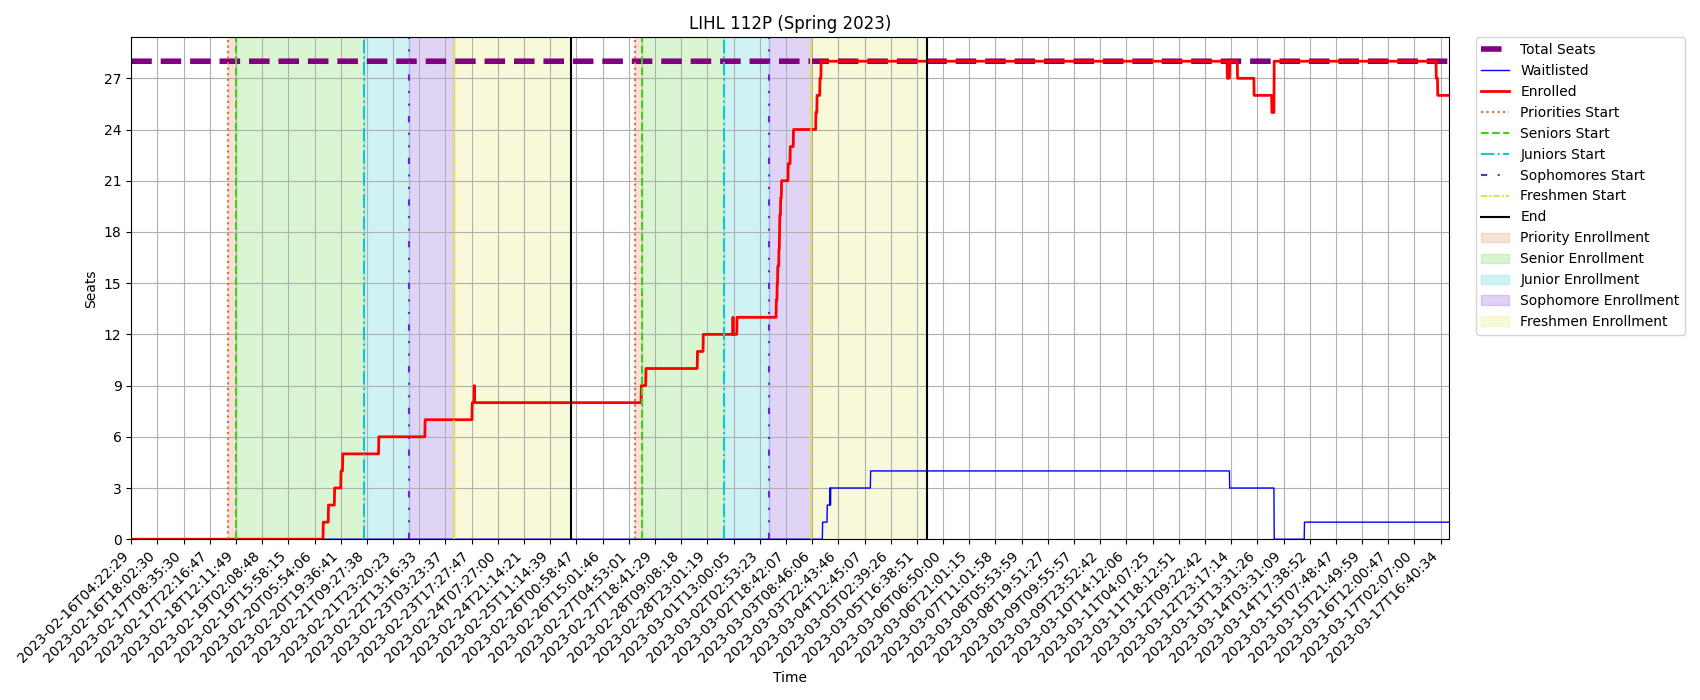 LIHL 112P (Spring 2023)
Total Seats
Waitlisted
Enrolled
Priorities Start
Seniors Start
Juniors Start
Sophomores Start
Freshmen Start
End
Priority Enrollment
Senior Enrollment
Junior Enrollment
Sophomore Enrollment
Freshmen Enrollment
Seats
27
24
21
18
15
12
9
6
3
0
2023-02-16T04:22:29
2023-02-16T18:02:30
2023-02-17T08:35:30
2023-02-17T22:16:47
2023-02-18T12:11:49
2023-02-19T02:08:48
2023-02-19T15:58:15
2023-02-20T05:54:06
2023-02-20T19:36:41
2023-02-21T09:27:38
2023-02-21T23:20:23
2023-02-22T13:16:33
2023-02-23T03:23:37
2023-02-23T17:27:47
2023-02-24T07:27:00
2023-02-24T21:14:21
2023-02-25T11:14:39
2023-02-26T00:58:47
2023-02-26T15:01:46
2023-02-27T04:53:01
2023-02-27T18:41:29
2023-02-28T09:08:18
2023-02-28T23:01:19
2023-03-01T13:00:05
2023-03-02T02:53:23
2023-03-02T18:42:07
2023-03-03T08:46:06
2023-03-03T22:43:46
2023-03-04T12:45:07
2023-03-05T02:39:26
2023-03-05T16:38:51
2023-03-06T06:50:00
2023-03-06T21:01:15
2023-03-07T11:01:58
2023-03-08T05:53:59
2023-03-08T19:51:27
2023-03-09T09:55:57
2023-03-09T23:52:42
2023-03-10T14:12:06
2023-03-11T04:07:25
2023-03-11T18:12:51
2023-03-12T09:22:42
2023-03-12T23:17:14
2023-03-13T13:31:26
2023-03-14T03:31:09
2023-03-14T17:38:52
2023-03-15T07:48:47
2023-03-15T21:49:59
2023-03-16T12:00:47
2023-03-17T02:07:00
2023-03-17T16:40:34
Time